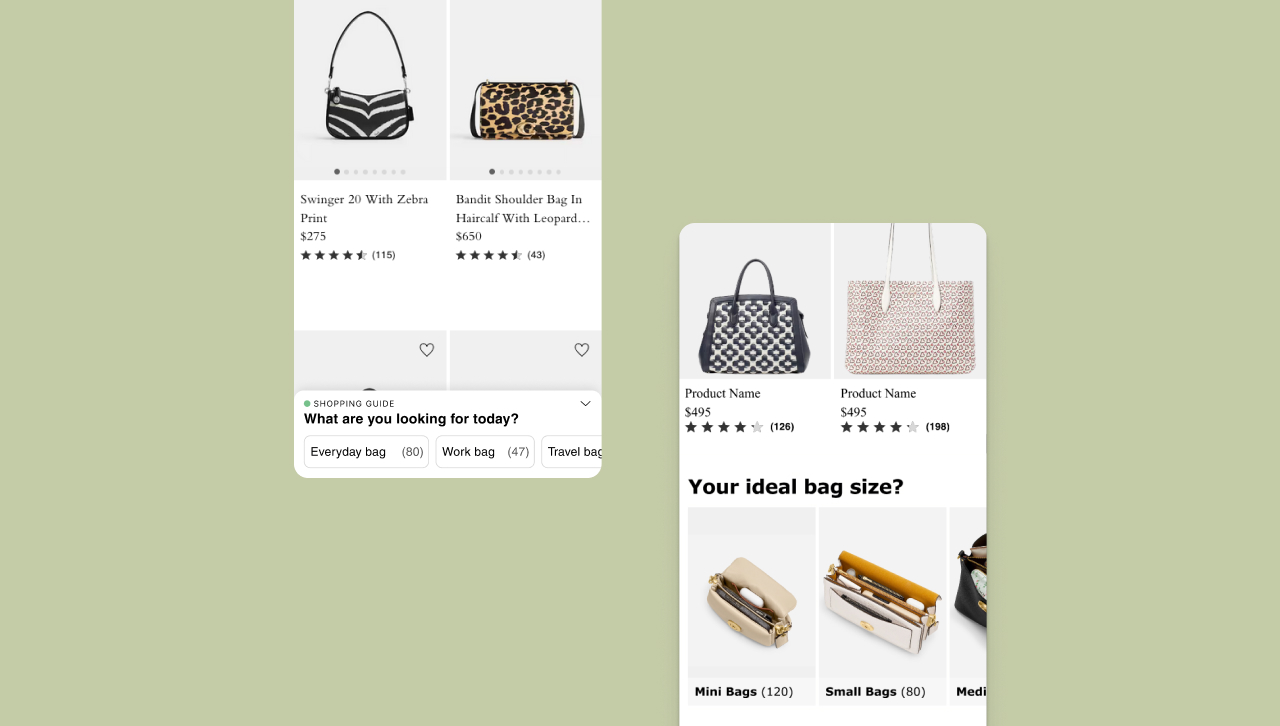 Swinger 20 With Zebra
Print
$275
(115)
Bandit Shoulder Bag In
Haircalf With Leopard…
$650
(43)
SHOPPING GUIDE
What are you looking for today?
Everyday bag (80)
Work bag (47)
Travel bag
Product Name
$495
(126)
Product Name
$495
(198)
Your ideal bag size?
Mini Bags (120)
Small Bags (80)
Medi